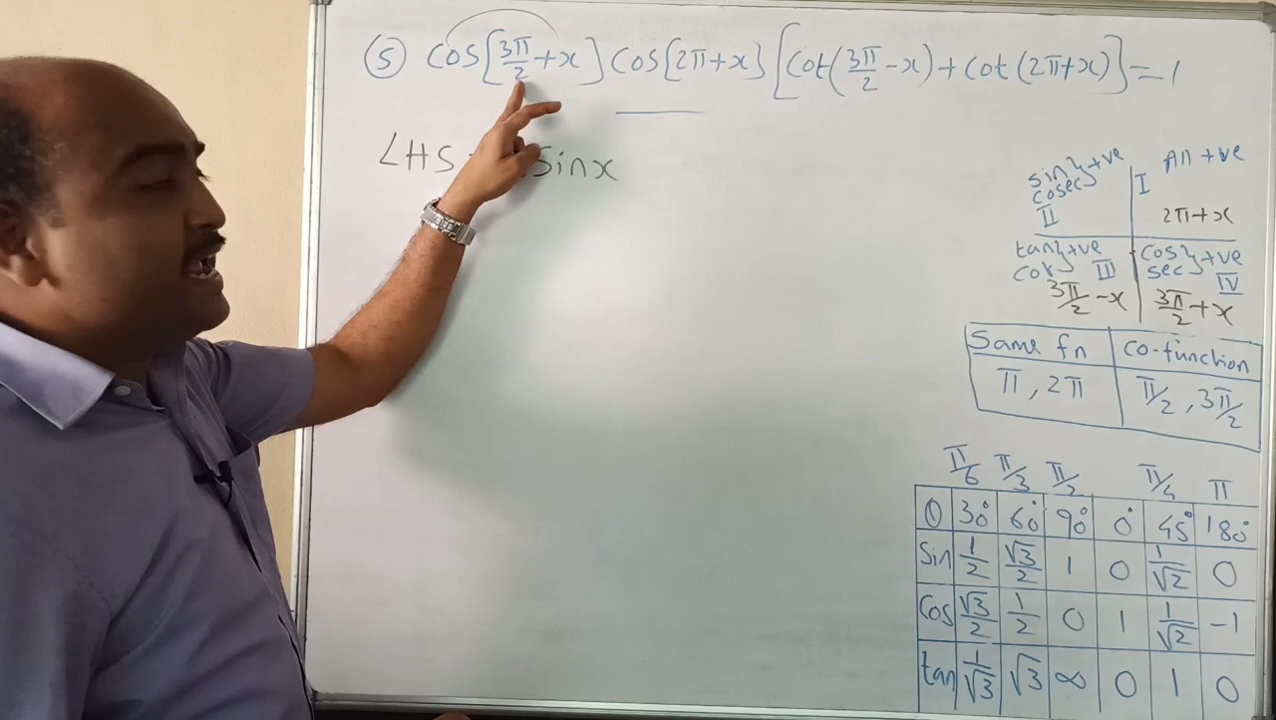 ⑤ cos[3π/2+x] cos[2π+x] [cot(3π/2-x)+cot(2π+x)]=1
LHS sinx
sin}+ve
cosec
II
I
All +ve
2π+x
tan}+ve
cot III
3π/2-x
cos}+ve
sec IV
3π/2+x
Same fn co-function
π, 2π π/2, 3π/2
π/6 π/3 π/2 π/4 π
θ 30° 60° 90° 0° 45° 180°
Sin 1/2 √3/2 1 0 1/√2 0
Cos √3/2 1/2 0 1 1/√2 -1
tan 1/√3 √3 ∞ 0 1 0